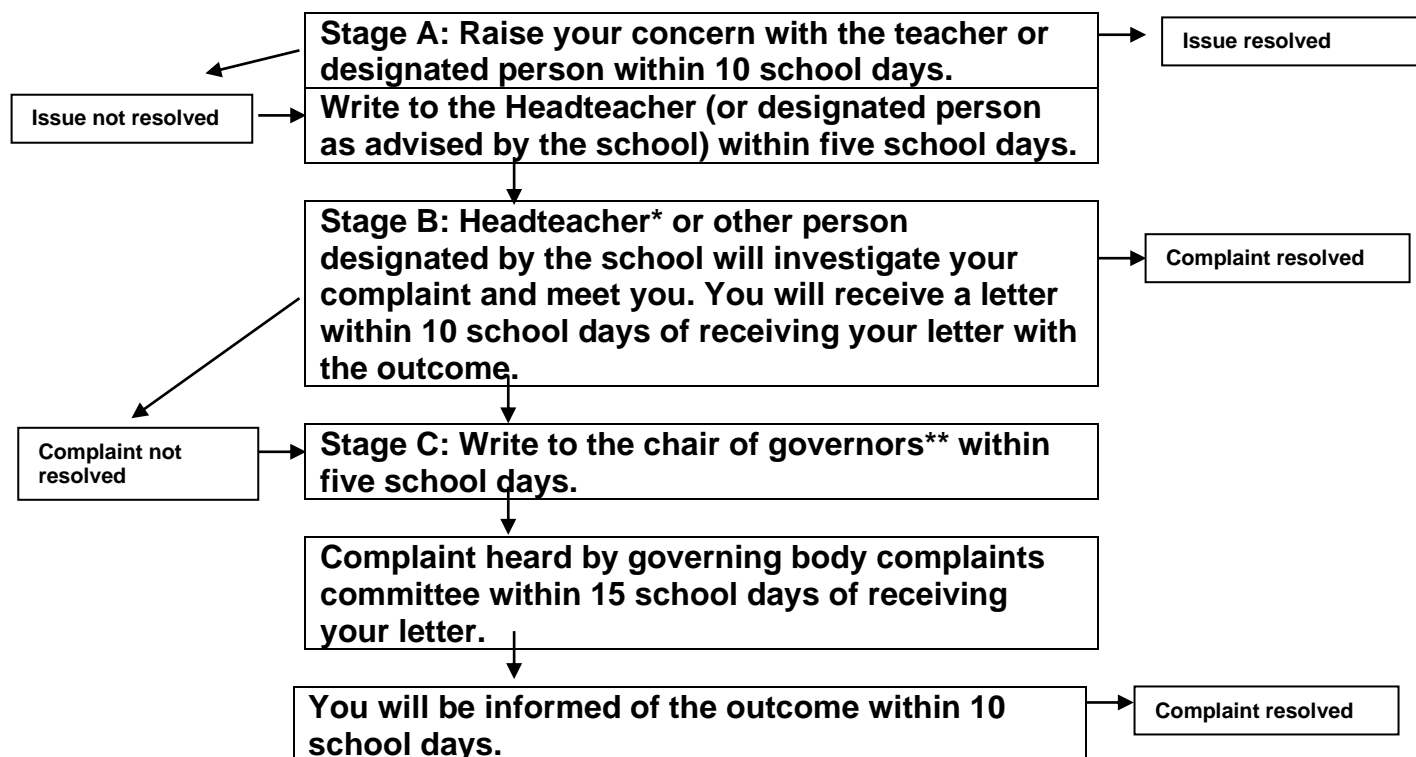 Stage A: Raise your concern with the teacher or
designated person within 10 school days.
Issue resolved
Issue not resolved
Write to the Headteacher (or designated person
as advised by the school) within five school days.
Stage B: Headteacher* or other person
designated by the school will investigate your
complaint and meet you. You will receive a letter
within 10 school days of receiving your letter with
the outcome.
Complaint resolved
Complaint not
resolved
Stage C: Write to the chair of governors** within
five school days.
Complaint heard by governing body complaints
committee within 15 school days of receiving
your letter.
You will be informed of the outcome within 10
school days.
Complaint resolved